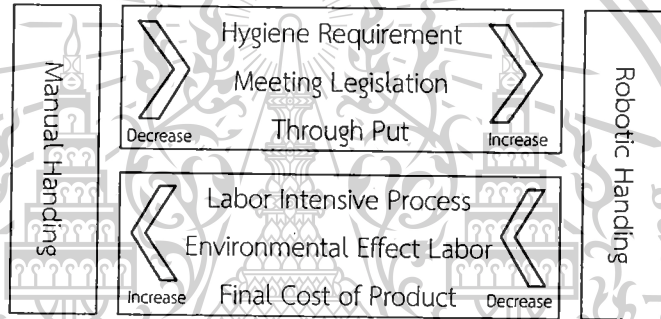 Manual Handing
Hygiene Requirement
Meeting Legislation
Through Put
Decrease
Increase
Labor Intensive Process
Environmental Effect Labor
Final Cost of Product
Increase
Decrease
Robotic Handing